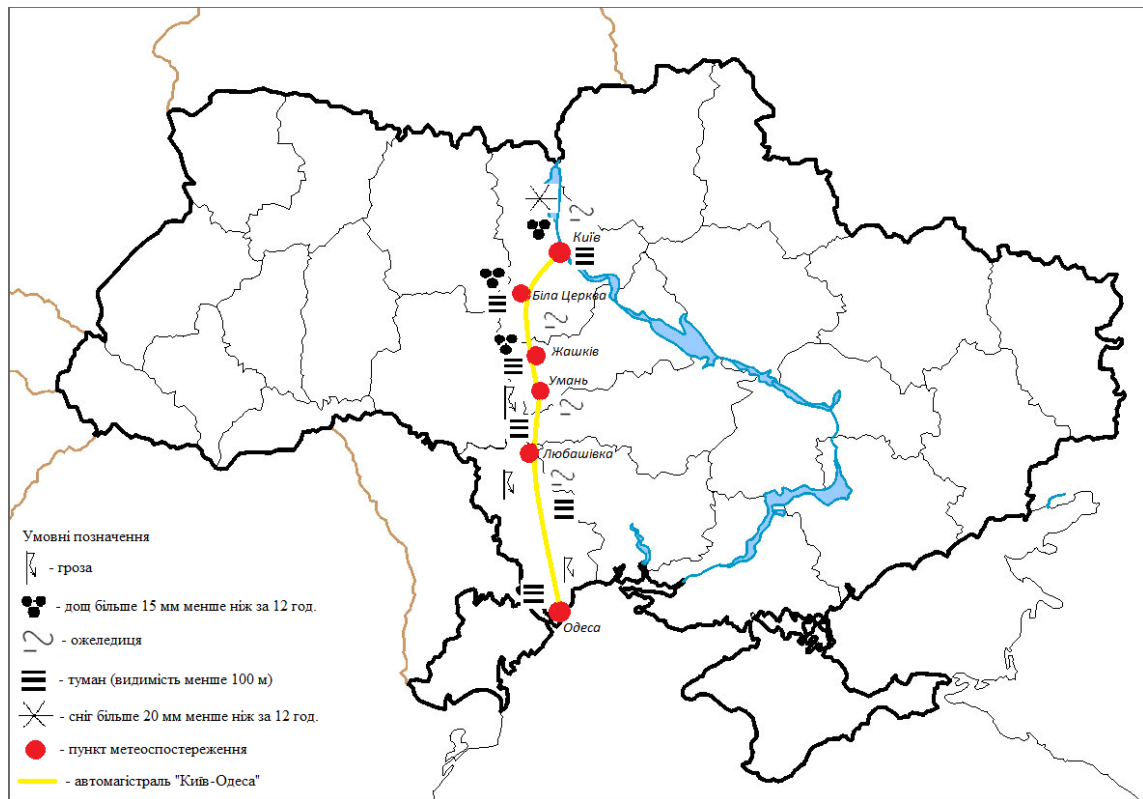 Київ
Біла Церква
Жашків
Умань
Любашівка
Одеса
Умовні позначення
- гроза
- дощ більше 15 мм менше ніж за 12 год.
- ожеледиця
- туман (видимість менше 100 м)
- сніг більше 20 мм менше ніж за 12 год.
- пункт метеоспостереження
- автомагістраль "Київ-Одеса"